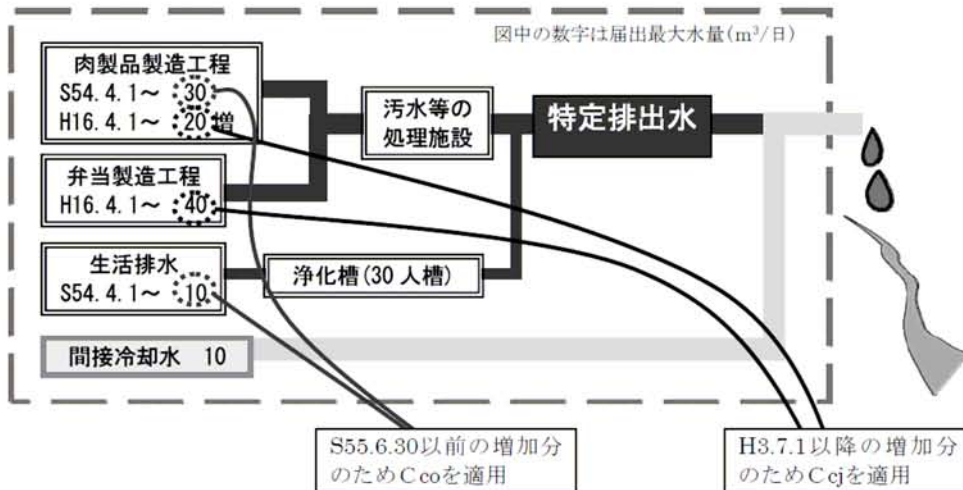 図中の数字は届出最大水量(m³/日)
肉製品製造工程
S54.4.1～ 30
H16.4.1～ 20増
弁当製造工程
H16.4.1～ 40
生活排水
S54.4.1～ 10
間接冷却水 10
汚水等の
処理施設
浄化槽(30人槽)
特定排出水
S55.6.30以前の増加分
のためCcoを適用
H3.7.1以降の増加分
のためCcjを適用